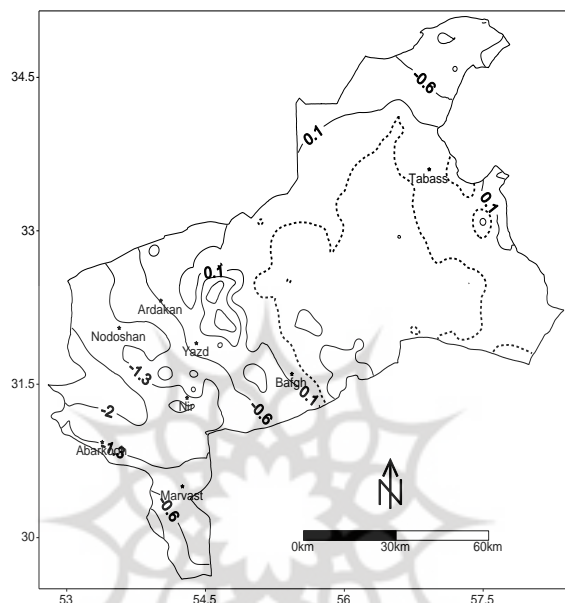 34.5
-0.6
0.1
Tabass
33
0.1
0.1
Ardakan
Nodoshan
Yazd
31.5
-1.3
Bafgh
0.1
Nir
-2
-0.6
-1.3
Marvast
-0.6
N
30
0km 30km 60km
53 54.5 56 57.5